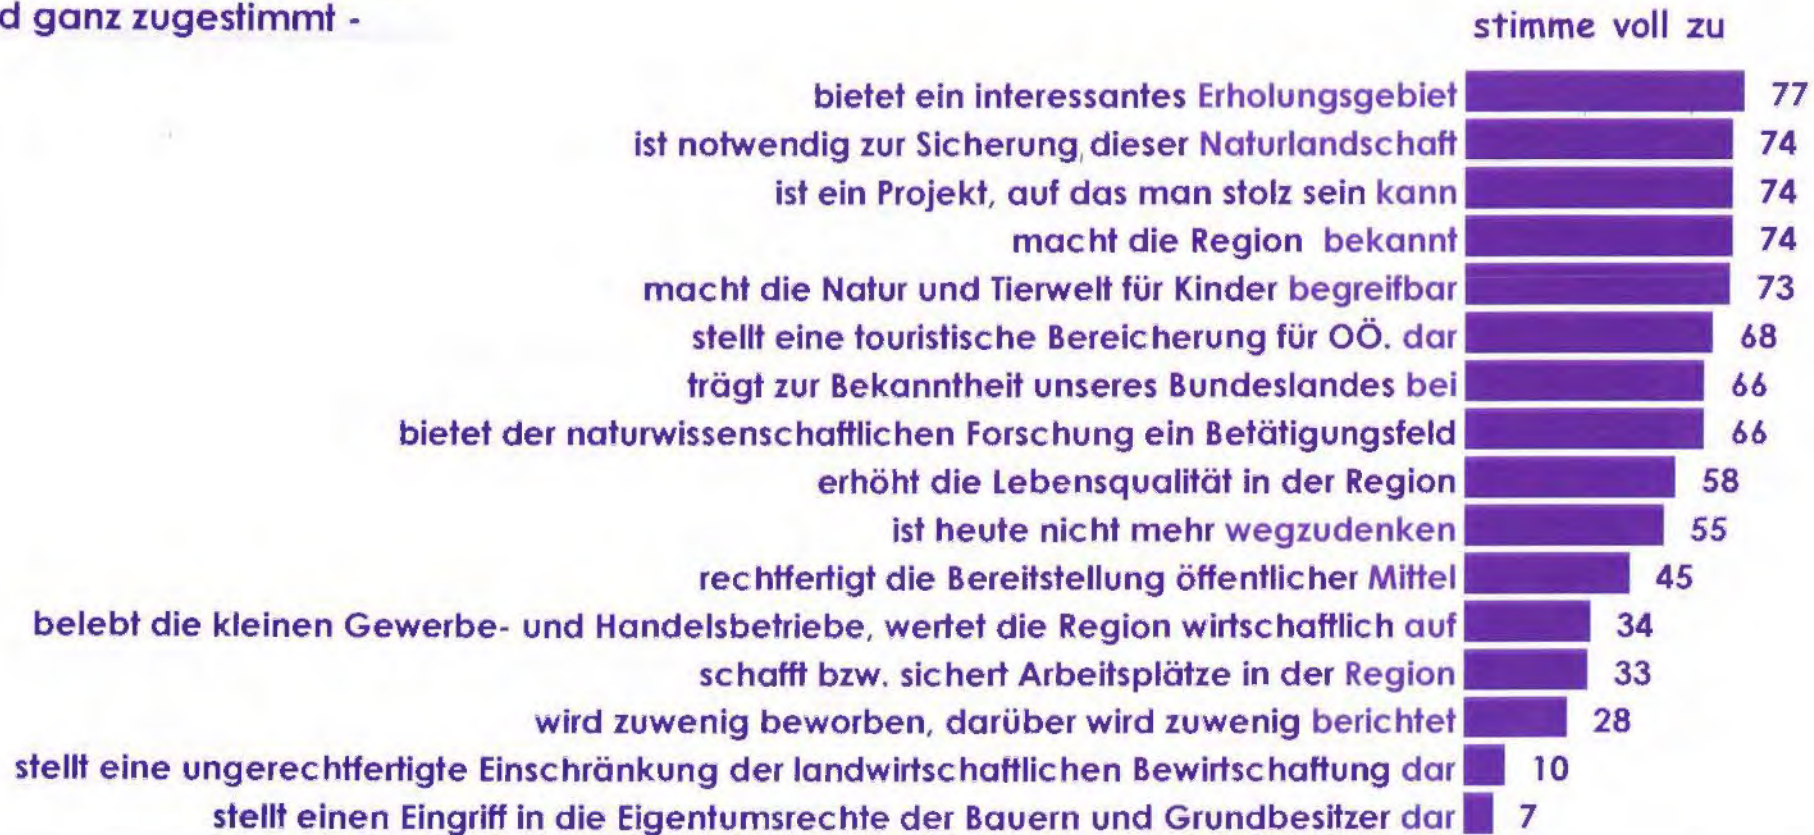 d ganz zugestimmt -
stimme voll zu
bietet ein interessantes Erholungsgebiet 77
ist notwendig zur Sicherung dieser Naturlandschaft 74
ist ein Projekt, auf das man stolz sein kann 74
macht die Region bekannt 74
macht die Natur und Tierwelt für Kinder begreifbar 73
stellt eine touristische Bereicherung für OÖ. dar 68
trägt zur Bekanntheit unseres Bundeslandes bei 66
bietet der naturwissenschaftlichen Forschung ein Betätigungsfeld 66
erhöht die Lebensqualität in der Region 58
ist heute nicht mehr wegzudenken 55
rechtfertigt die Bereitstellung öffentlicher Mittel 45
belebt die kleinen Gewerbe- und Handelsbetriebe, wertet die Region wirtschaftlich auf 34
schafft bzw. sichert Arbeitsplätze in der Region 33
wird zuwenig beworben, darüber wird zuwenig berichtet 28
stellt eine ungerechtfertigte Einschränkung der landwirtschaftlichen Bewirtschaftung dar 10
stellt einen Eingriff in die Eigentumsrechte der Bauern und Grundbesitzer dar 7